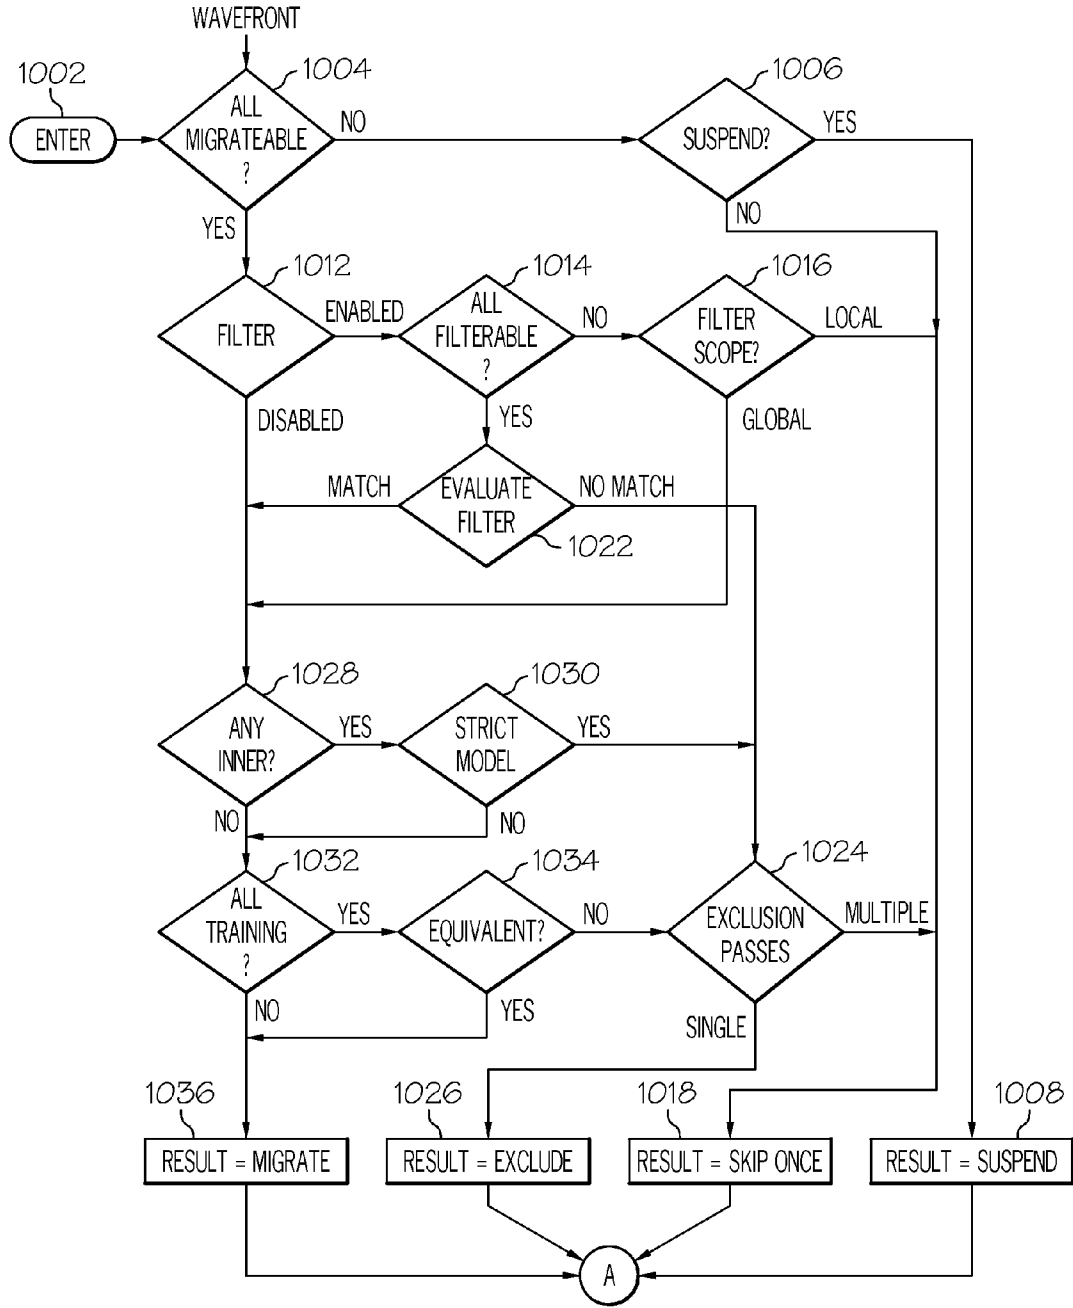 WAVEFRONT
1002
ENTER
1004
ALL
MIGRATEABLE
?
NO
YES
1006
SUSPEND?
YES
NO
1012
FILTER
ENABLED
DISABLED
1014
ALL
FILTERABLE
?
NO
YES
1016
FILTER
SCOPE?
LOCAL
GLOBAL
MATCH
EVALUATE
FILTER
NO MATCH
1022
1028
ANY
INNER?
YES
NO
1030
STRICT
MODEL
YES
NO
1032
ALL
TRAINING
?
YES
NO
1034
EQUIVALENT?
NO
YES
1024
EXCLUSION
PASSES
MULTIPLE
SINGLE
1036
RESULT = MIGRATE
1026
RESULT = EXCLUDE
1018
RESULT = SKIP ONCE
1008
RESULT = SUSPEND
A